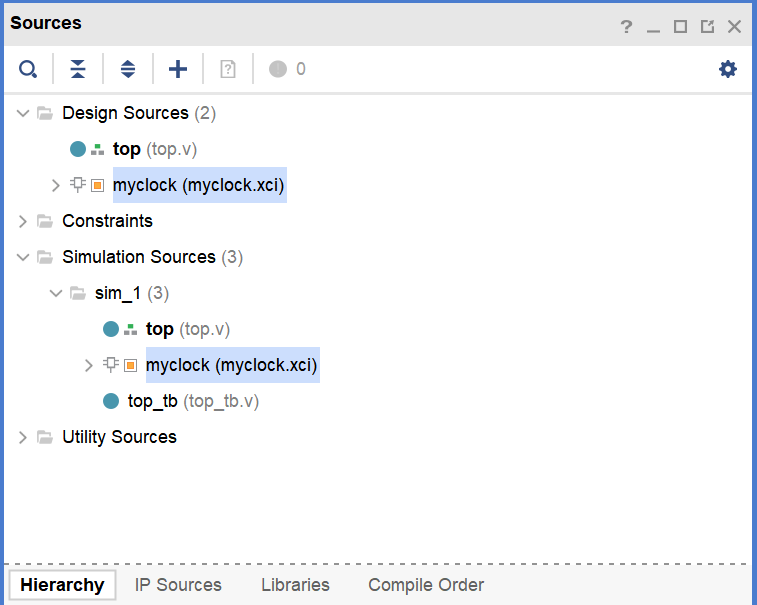 Sources
?
? 0
Design Sources (2)
top (top.v)
myclock (myclock.xci)
Constraints
Simulation Sources (3)
sim_1 (3)
top (top.v)
myclock (myclock.xci)
top_tb (top_tb.v)
Utility Sources
Hierarchy IP Sources Libraries Compile Order